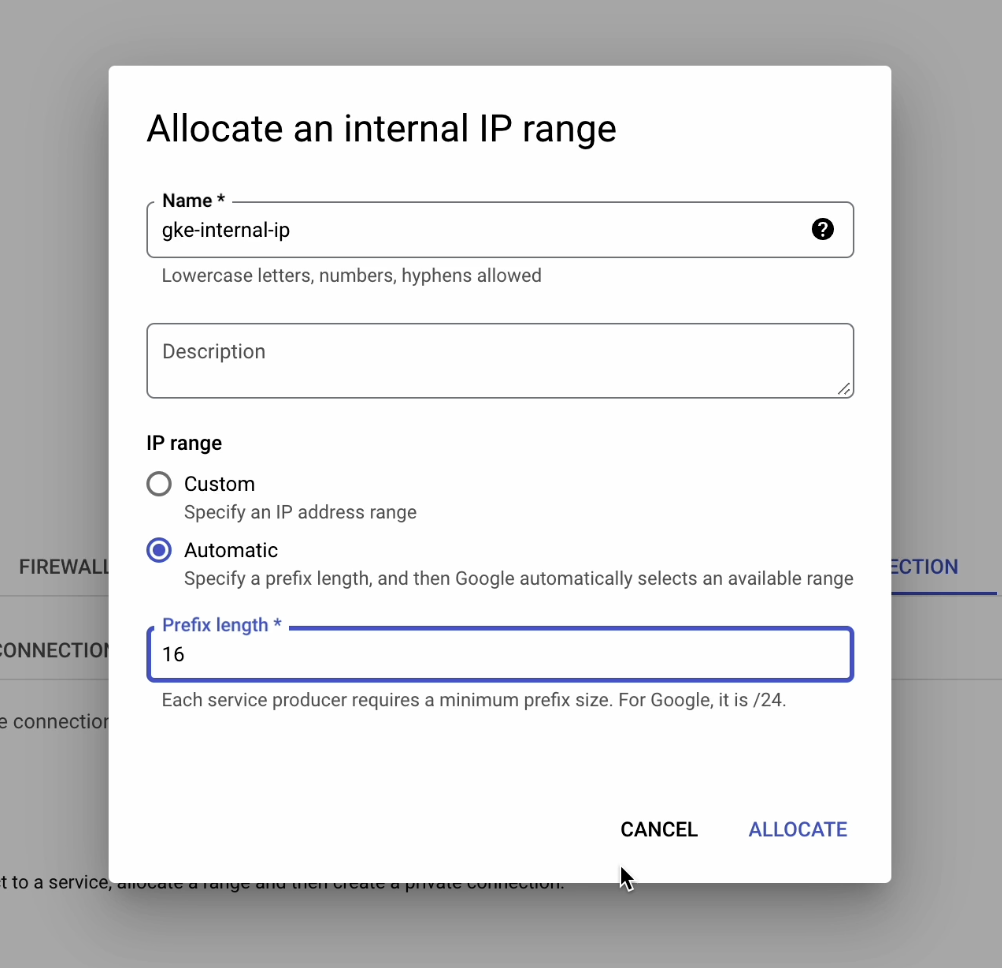 Allocate an internal IP range
Name *
gke-internal-ip
Lowercase letters, numbers, hyphens allowed
Description
IP range
Custom
Specify an IP address range
Automatic
Specify a prefix length, and then Google automatically selects an available range
FIREWALL
ECTION
Prefix length *
16
CONNECTION
Each service producer requires a minimum prefix size. For Google, it is /24.
e connection
CANCEL ALLOCATE
t to a service, allocate a range and then create a private connection.